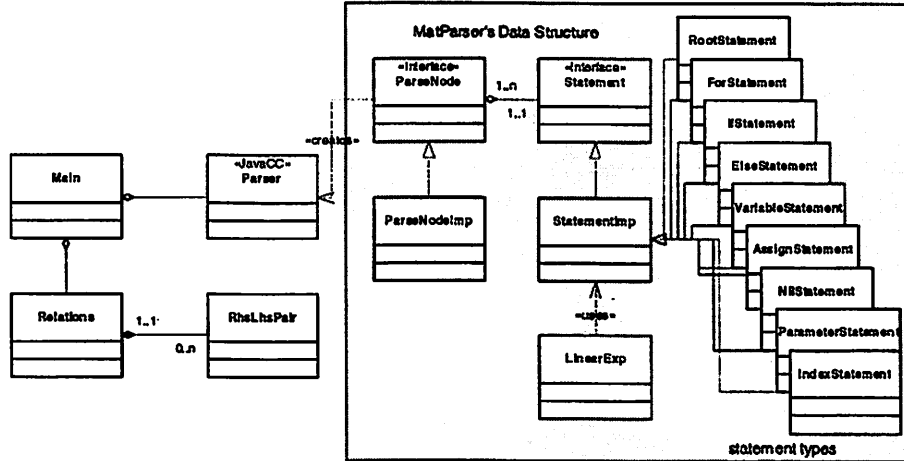 MatParser's Data Structure
«Interface»
ParseNode
1..n
1..1
«Interface»
Statement
RootStatement
ForStatement
IfStatement
ElseStatement
VariableStatement
AssignStatement
NilStatement
ParameterStatement
IndexStatement
statement types
«creates»
Main
«JavaCC»
Parser
ParseNodeImp
StatementImp
Relations
1..1
0..n
RhsLhsPair
«uses»
LinearExp